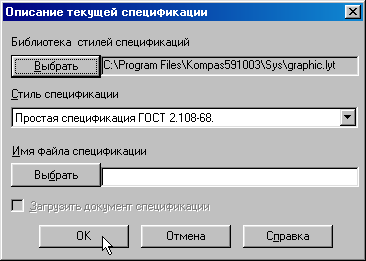 Описание текущей спецификации
Библиотека стилей спецификаций
Выбрать C:\Program Files\Kompas591003\Sys\graphic.lyt
Стиль спецификации
Простая спецификация ГОСТ 2.108-68.
Имя файла спецификации
Выбрать
Загрузить документ спецификации
OK Отмена Справка